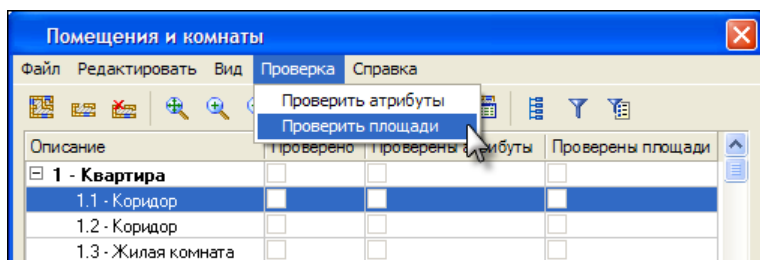 Помещения и комнаты
Файл Редактировать Вид Проверка Справка
Проверить атрибуты
Проверить площади
Описание Проверено Проверены атрибуты Проверены площади
1 - Квартира
1.1 - Коридор
1.2 - Коридор
1.3 - Жилая комната